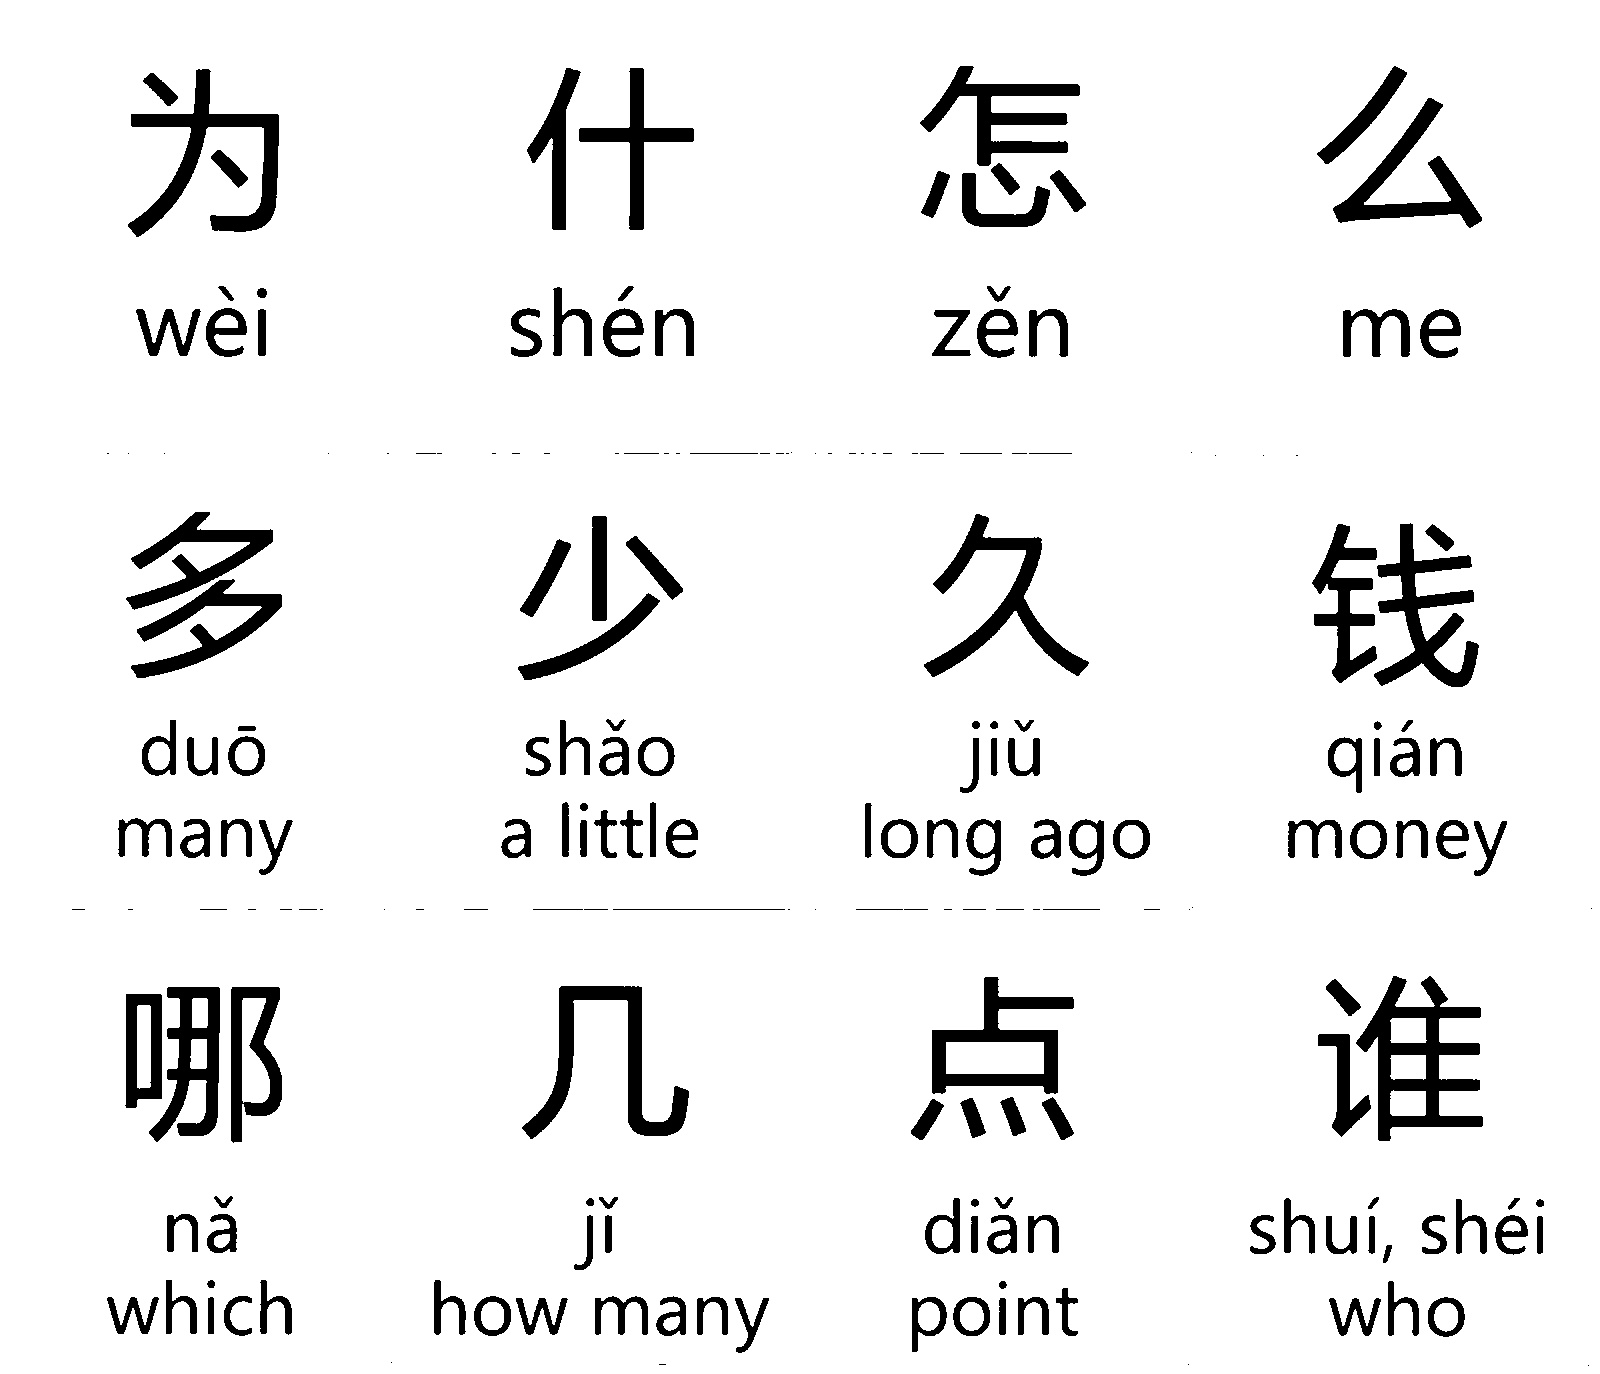 为 什 怎 么
wèi shén zěn me
多 少 久 钱
duō shǎo jiǔ qián
many a little long ago money
哪 几 点 谁
nǎ jǐ diǎn shuí, shéi
which how many point who